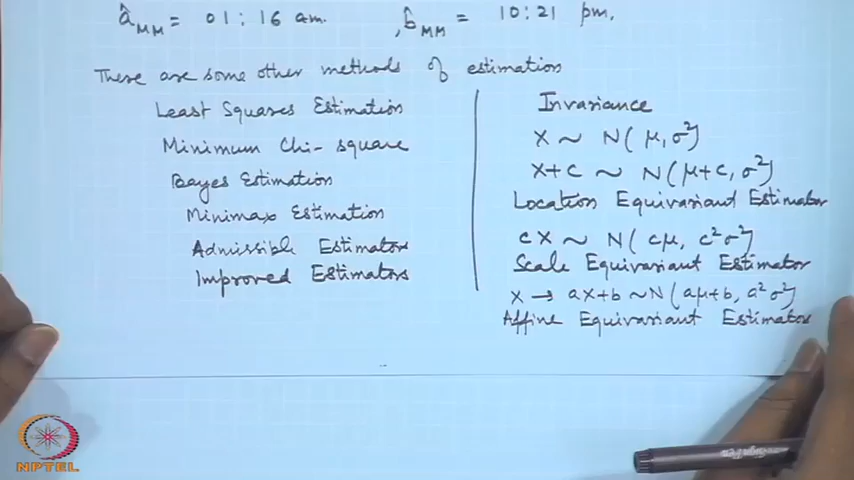 â_MM = 01:16 am. , b̂_MM = 10:21 pm.
These are some other methods of estimation
Least Squares Estimation
Minimum Chi-square
Bayes Estimation
Minimax Estimation
Admissible Estimators
Improved Estimators
Invariance
X ~ N(μ, σ²)
X+c ~ N(μ+c, σ²)
Location Equivariant Estimator
cX ~ N(cμ, c²σ²)
Scale Equivariant Estimator
X → aX+b ~ N(aμ+b, a²σ²)
Affine Equivariant Estimators
NPTEL